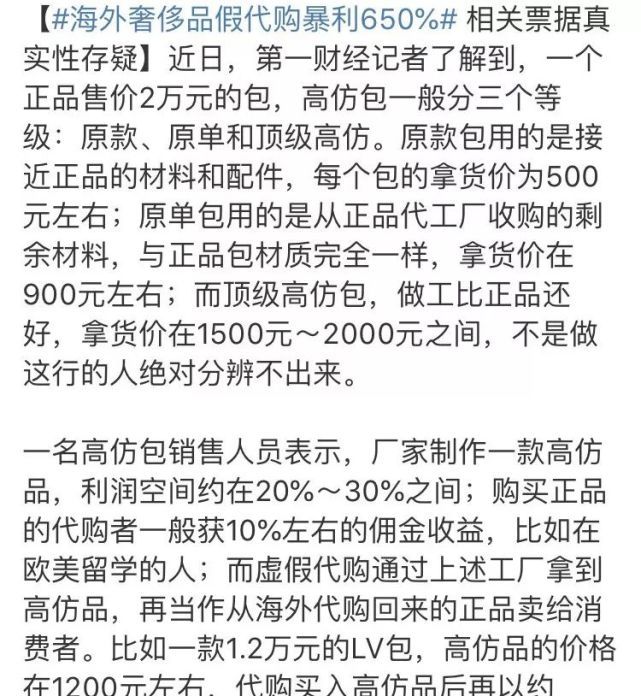 【#海外奢侈品假代购暴利650%# 相关票据真
实性存疑】近日，第一财经记者了解到，一个
正品售价2万元的包，高仿包一般分三个等
级：原款、原单和顶级高仿。原款包用的是接
近正品的材料和配件，每个包的拿货价为500
元左右；原单包用的是从正品代工厂收购的剩
余材料，与正品包材质完全一样，拿货价在
900元左右；而顶级高仿包，做工比正品还
好，拿货价在1500元～2000元之间，不是做
这行的人绝对分辨不出来。
一名高仿包销售人员表示，厂家制作一款高仿
品，利润空间约在20%～30%之间；购买正品
的代购者一般获10%左右的佣金收益，比如在
欧美留学的人；而虚假代购通过上述工厂拿到
高仿品，再当作从海外代购回来的正品卖给消
费者。比如一款1.2万元的LV包，高仿品的价格
在1200元左右，代购买入高仿品后再以约